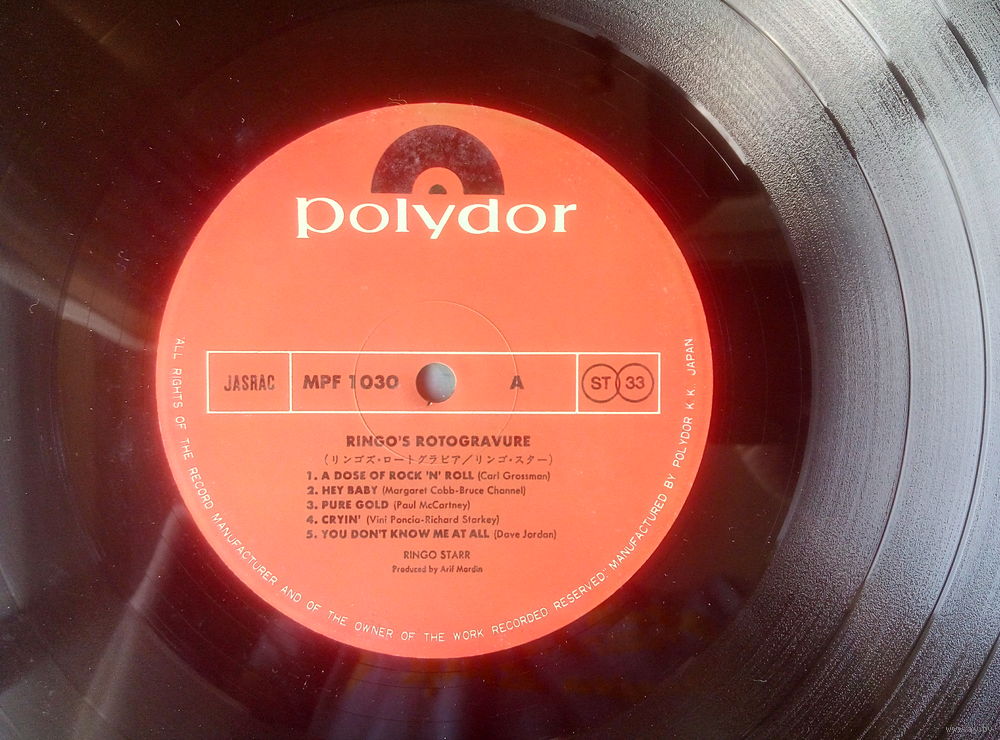 polydor
JASRAC
MPF 1030
A
ST 33
RINGO'S ROTOGRAVURE
(リンゴズ・ロートグラビア/リンゴ・スター)
1. A DOSE OF ROCK 'N' ROLL (Carl Grossman)
2. HEY BABY (Margaret Cobb-Bruce Channel)
3. PURE GOLD (Paul McCartney)
4. CRYIN' (Vini Poncia-Richard Starkey)
5. YOU DON'T KNOW ME AT ALL (Dave Jordan)
RINGO STARR
Produced by Arif Mardin
"ALL RIGHTS OF THE RECORD MANUFACTURER AND OF THE OWNER OF THE WORK RECORDED RESERVED." MANUFACTURED BY POLYDOR K.K. JAPAN